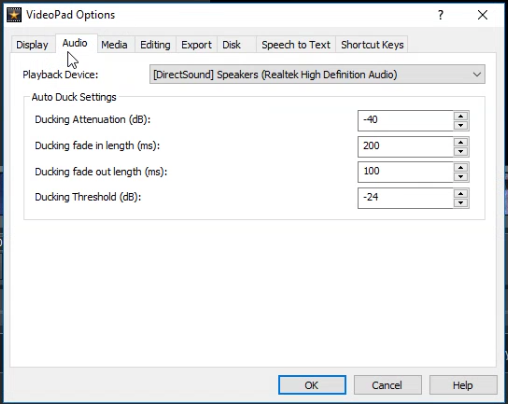 VideoPad Options
?
Display Audio Media Editing Export Disk Speech to Text Shortcut Keys
Playback Device: [DirectSound] Speakers (Realtek High Definition Audio)
Auto Duck Settings
Ducking Attenuation (dB): -40
Ducking fade in length (ms): 200
Ducking fade out length (ms): 100
Ducking Threshold (dB): -24
OK Cancel Help